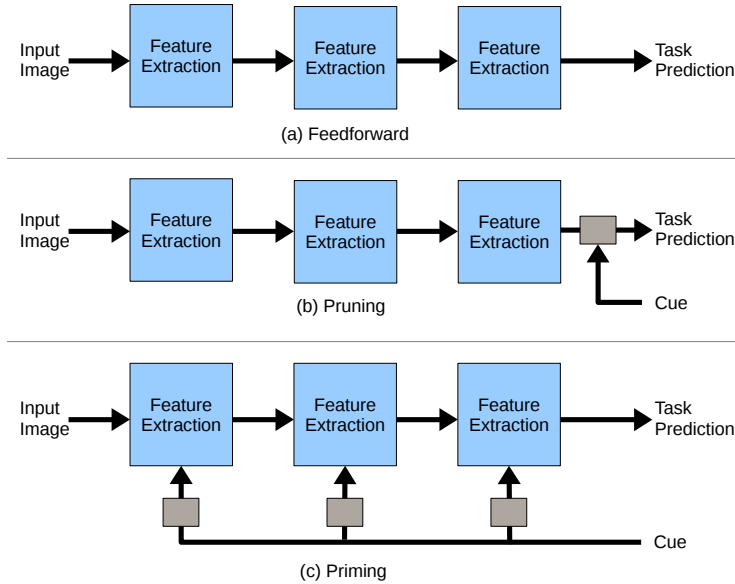 Input
Image
Feature
Extraction
Feature
Extraction
Feature
Extraction
Task
Prediction
(a) Feedforward
Input
Image
Feature
Extraction
Feature
Extraction
Feature
Extraction
Task
Prediction
(b) Pruning
Cue
Input
Image
Feature
Extraction
Feature
Extraction
Feature
Extraction
Task
Prediction
Cue
(c) Priming